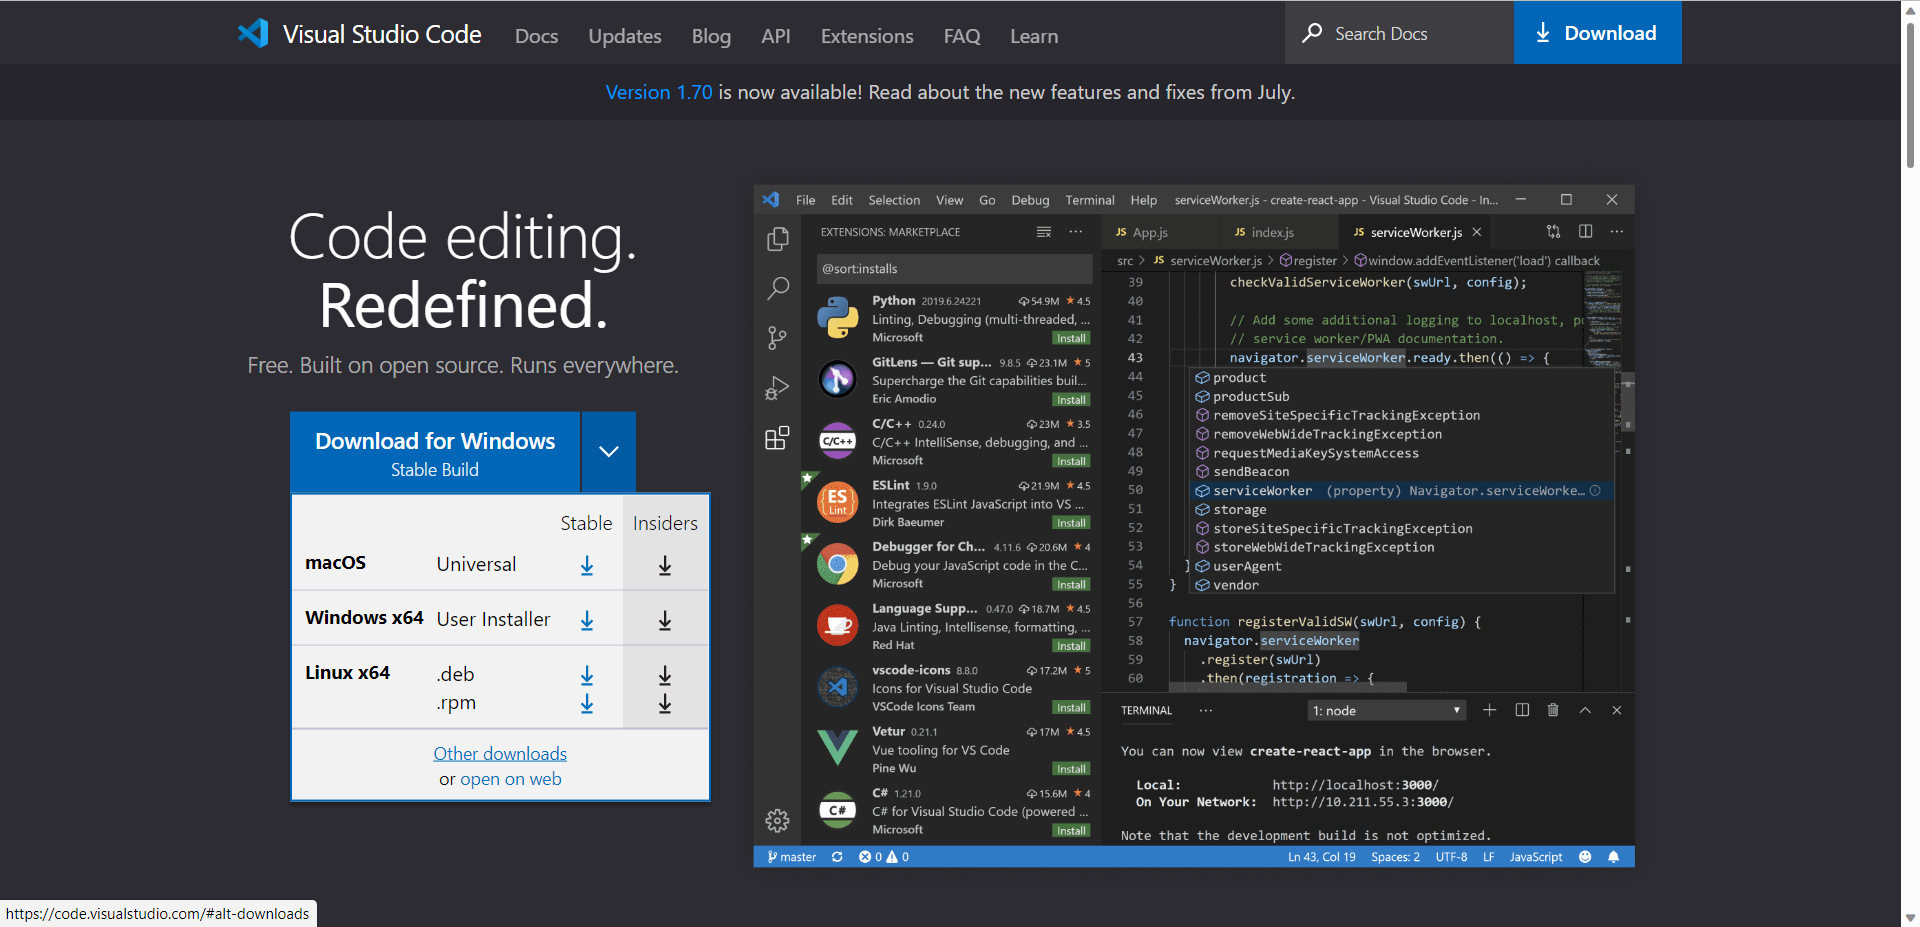 Visual Studio Code Docs Updates Blog API Extensions FAQ Learn Search Docs Download
Version 1.70 is now available! Read about the new features and fixes from July.
Code editing.
Redefined.
Free. Built on open source. Runs everywhere.
Download for Windows
Stable Build
Stable Insiders
macOS Universal
Windows x64 User Installer
Linux x64 .deb
.rpm
Other downloads
or open on web
File Edit Selection View Go Debug Terminal Help serviceWorker.js - create-react-app - Visual Studio Code - In...
EXTENSIONS: MARKETPLACE ...
@sort:installs
Python 2019.6.24221 54.9M ★ 4.5
Linting, Debugging (multi-threaded, ...
Microsoft Install
GitLens — Git sup... 9.8.5 23.1M ★ 5
Supercharge the Git capabilities buil...
Eric Amodio Install
C/C++
C/C++ 0.24.0 23M ★ 3.5
C/C++ IntelliSense, debugging, and ...
Microsoft Install
ES
Lint
ESLint 1.9.0 21.9M ★ 4.5
Integrates ESLint JavaScript into VS ...
Dirk Baeumer Install
Debugger for Ch... 4.11.6 20.6M ★ 4
Debug your JavaScript code in the C...
Microsoft Install
Language Supp... 0.47.0 18.7M ★ 4.5
Java Linting, Intellisense, formatting, ...
Red Hat Install
vscode-icons 8.8.0 17.2M ★ 5
Icons for Visual Studio Code
VSCode Icons Team Install
Vetur 0.21.1 17M ★ 4.5
Vue tooling for VS Code
Pine Wu Install
C#
C# 1.21.0 15.6M ★ 4
C# for Visual Studio Code (powered ...
Microsoft Install
JS App.js JS index.js JS serviceWorker.js ...
src > JS serviceWorker.js > register > window.addEventListener('load') callback
39 checkValidServiceWorker(swUrl, config);
40
41 // Add some additional logging to localhost, p
42 // service worker/PWA documentation.
43 navigator.serviceWorker.ready.then(() => {
44 product
45 productSub
46 removeSiteSpecificTrackingException
47 removeWebWideTrackingException
48 requestMediaKeySystemAccess
49 sendBeacon
50 serviceWorker (property) Navigator.serviceWorke...
51 storage
52 storeSiteSpecificTrackingException
53 storeWebWideTrackingException
54 } userAgent
55 } vendor
56
57 function registerValidSW(swUrl, config) {
58 navigator.serviceWorker
59 .register(swUrl)
60 .then(registration => {
TERMINAL ... 1: node
You can now view create-react-app in the browser.
Local: http://localhost:3000/
On Your Network: http://10.211.55.3:3000/
Note that the development build is not optimized.
master 0 0 Ln 43, Col 19 Spaces: 2 UTF-8 LF JavaScript
https://code.visualstudio.com/#alt-downloads